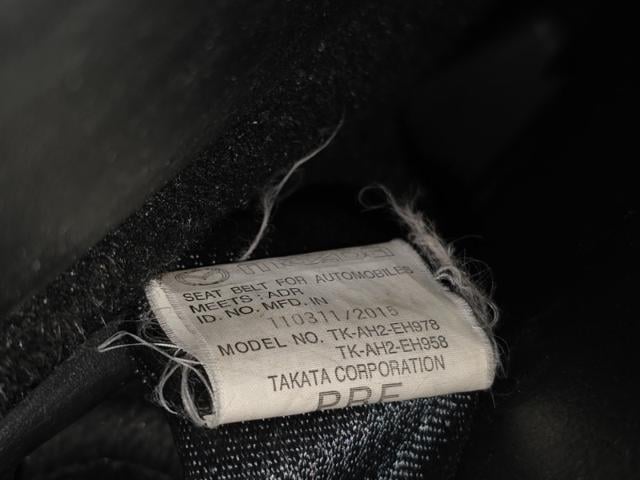 mazda
SEAT BELT FOR AUTOMOBILES
MEETS : ADR
ID. NO. MFD. IN
110311/2015
MODEL NO. TK-AH2-EH978
TK-AH2-EH958
TAKATA CORPORATION
PRE